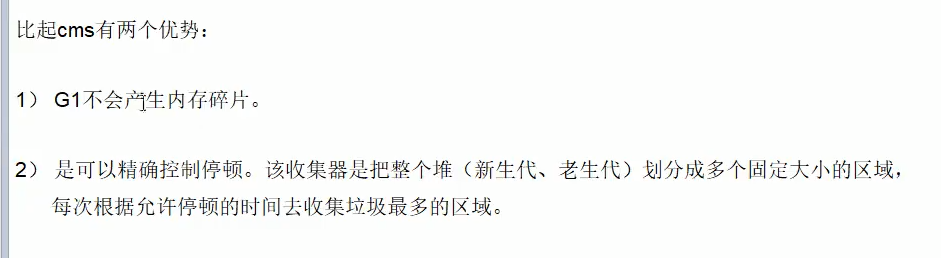 比起cms有两个优势：
1） G1不会产生内存碎片。
2） 是可以精确控制停顿。该收集器是把整个堆（新生代、老生代）划分成多个固定大小的区域，
每次根据允许停顿的时间去收集垃圾最多的区域。